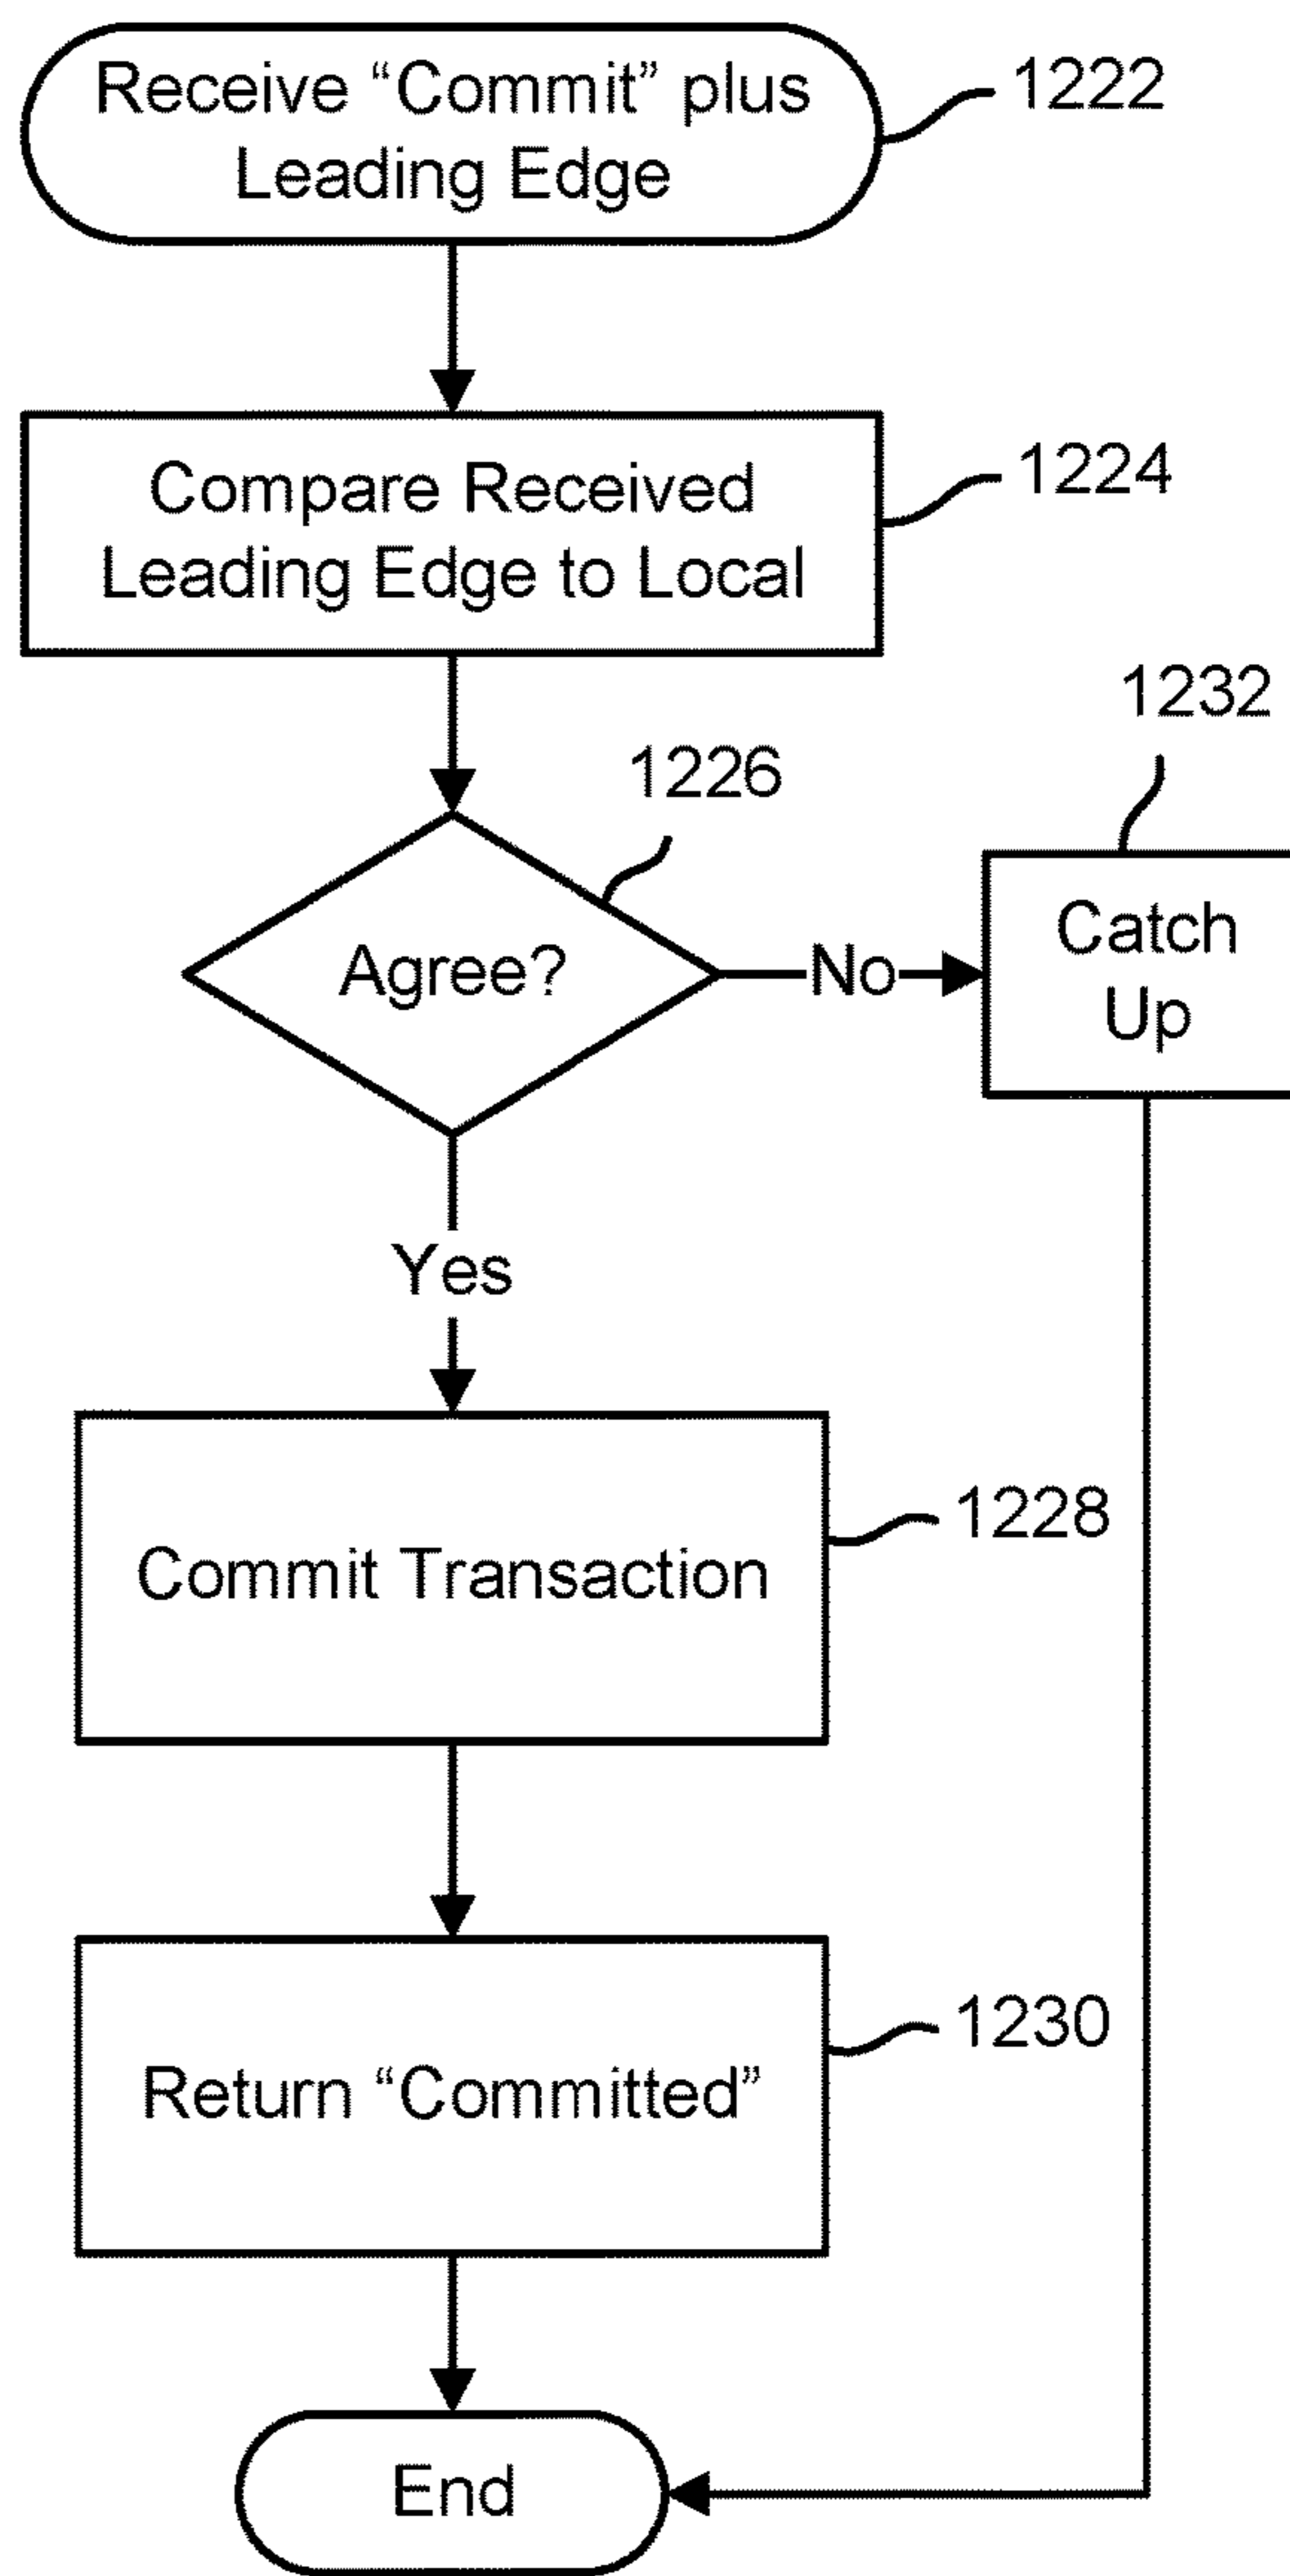 Receive “Commit” plus
Leading Edge
1222
Compare Received
Leading Edge to Local
1224
1226
1232
Agree?
No
Catch
Up
Yes
Commit Transaction
1228
Return “Committed”
1230
End